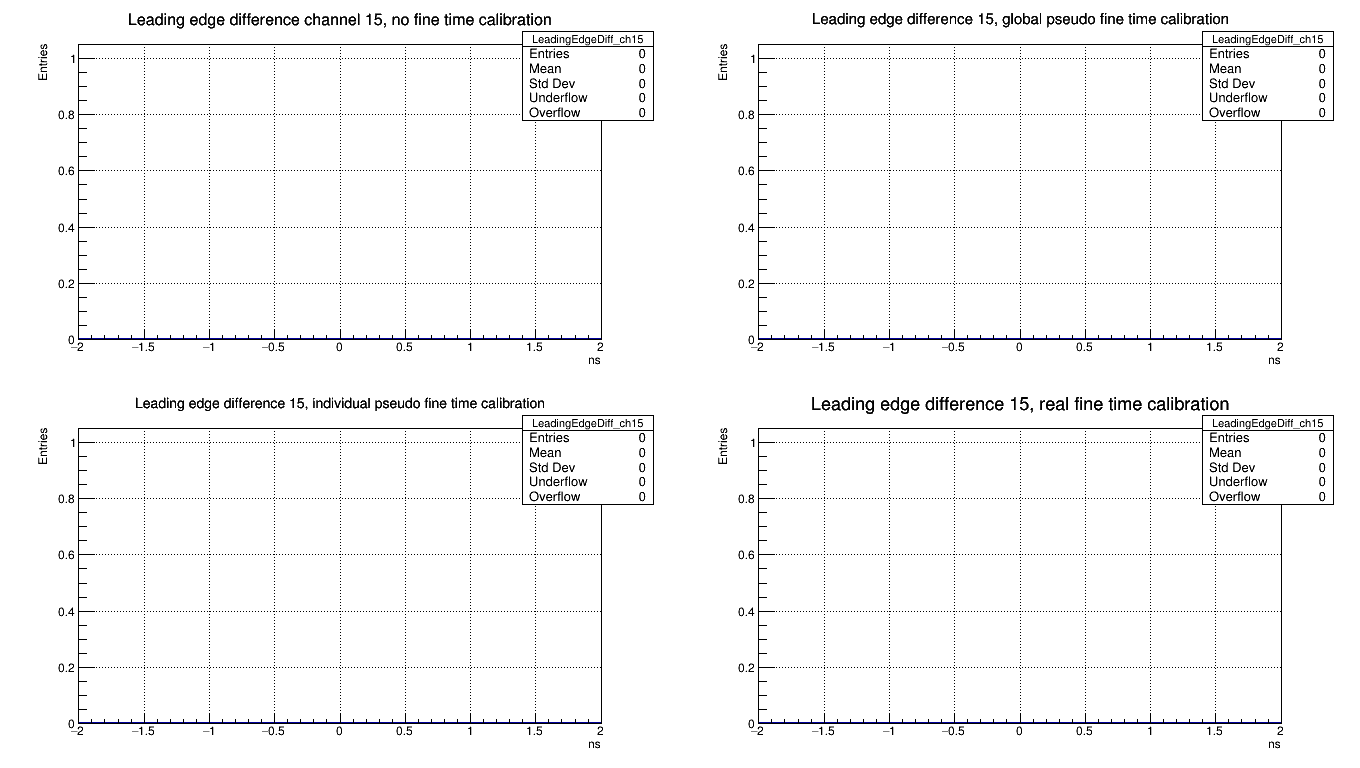 Leading edge difference channel 15, no fine time calibration
LeadingEdgeDiff_ch15
Entries 0
Mean 0
Std Dev 0
Underflow 0
Overflow 0
Entries
1
0.8
0.6
0.4
0.2
0
−2 −1.5 −1 −0.5 0 0.5 1 1.5 2
ns
Leading edge difference 15, global pseudo fine time calibration
LeadingEdgeDiff_ch15
Entries 0
Mean 0
Std Dev 0
Underflow 0
Overflow 0
Entries
1
0.8
0.6
0.4
0.2
0
−2 −1.5 −1 −0.5 0 0.5 1 1.5 2
ns
Leading edge difference 15, individual pseudo fine time calibration
LeadingEdgeDiff_ch15
Entries 0
Mean 0
Std Dev 0
Underflow 0
Overflow 0
Entries
1
0.8
0.6
0.4
0.2
0
−2 −1.5 −1 −0.5 0 0.5 1 1.5 2
ns
Leading edge difference 15, real fine time calibration
LeadingEdgeDiff_ch15
Entries 0
Mean 0
Std Dev 0
Underflow 0
Overflow 0
Entries
1
0.8
0.6
0.4
0.2
0
−2 −1.5 −1 −0.5 0 0.5 1 1.5 2
ns